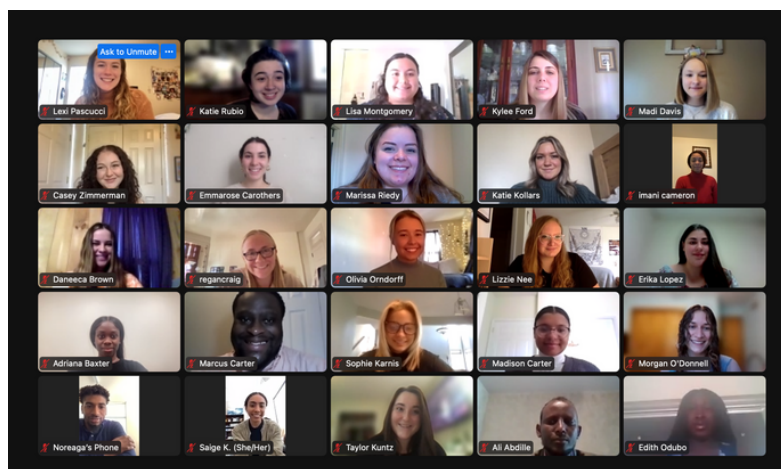 Ask to Unmute ...
Lexi Pascucci
Katie Rubio
Lisa Montgomery
Kylee Ford
Madi Davis
Casey Zimmerman
Emmarose Carothers
Marissa Riedy
Katie Kollars
imani cameron
Daneeca Brown
regancraig
Olivia Orndorff
Lizzie Nee
Erika Lopez
Adriana Baxter
Marcus Carter
Sophie Karnis
Madison Carter
Morgan O'Donnell
Noreaga's Phone
Saige K. (She/Her)
Taylor Kuntz
Ali Abdille
Edith Odubo